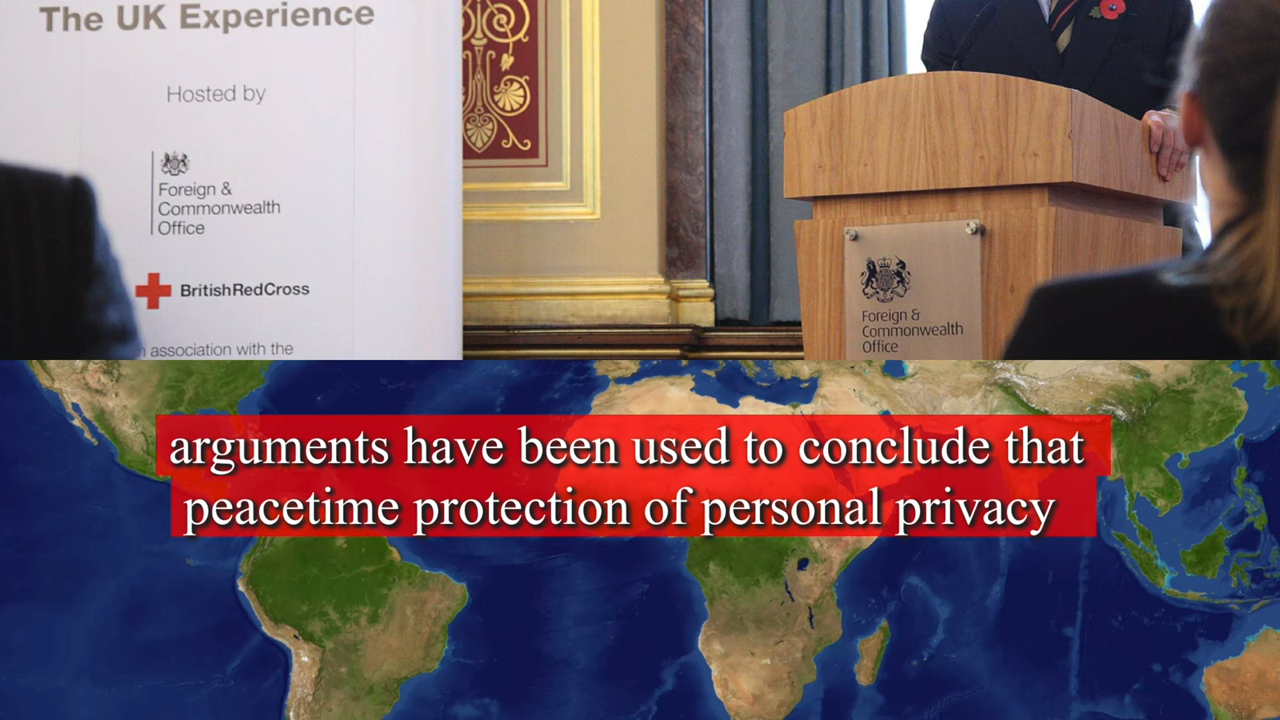 The UK Experience
Hosted by
Foreign &
Commonwealth
Office
BritishRedCross
n association with the
Foreign &
Commonwealth
Office
arguments have been used to conclude that
peacetime protection of personal privacy